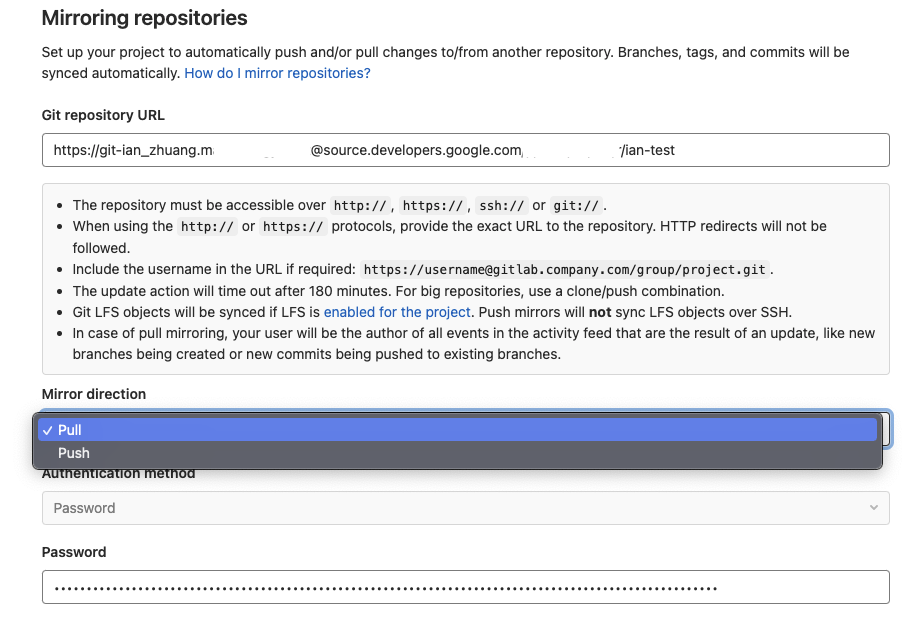 Mirroring repositories
Set up your project to automatically push and/or pull changes to/from another repository. Branches, tags, and commits will be
synced automatically. How do I mirror repositories?
Git repository URL
https://git-ian_zhuang.m @source.developers.google.com /ian-test
• The repository must be accessible over http://, https://, ssh:// or git://.
• When using the http:// or https:// protocols, provide the exact URL to the repository. HTTP redirects will not be
followed.
• Include the username in the URL if required: https://username@gitlab.company.com/group/project.git.
• The update action will time out after 180 minutes. For big repositories, use a clone/push combination.
• Git LFS objects will be synced if LFS is enabled for the project. Push mirrors will not sync LFS objects over SSH.
• In case of pull mirroring, your user will be the author of all events in the activity feed that are the result of an update, like new
branches being created or new commits being pushed to existing branches.
Mirror direction
✓ Pull
Push
Authentication method
Password
Password